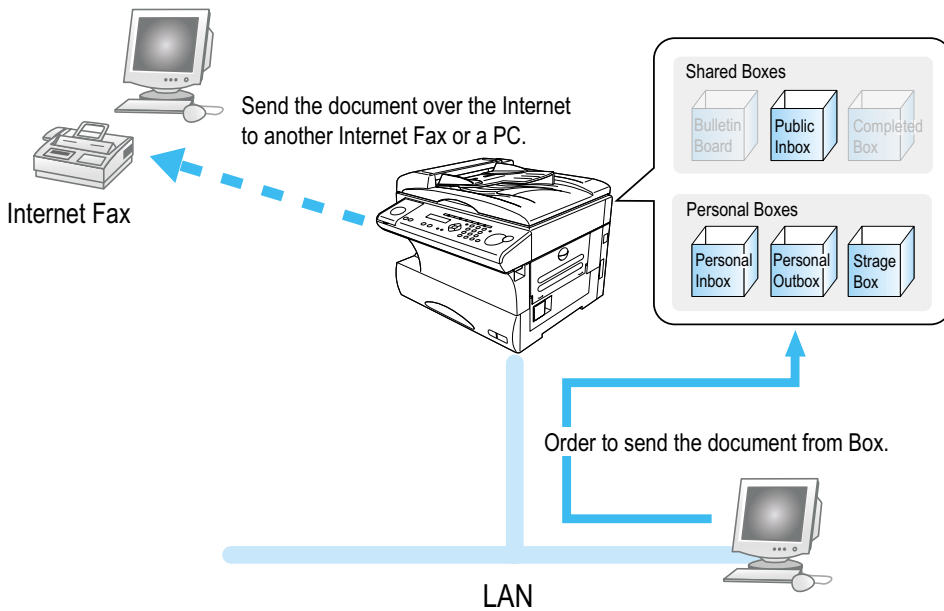 Send the document over the Internet
to another Internet Fax or a PC.
Internet Fax
Shared Boxes
Bulletin
Board
Public
Inbox
Completed
Box
Personal Boxes
Personal
Inbox
Personal
Outbox
Strage
Box
Order to send the document from Box.
LAN